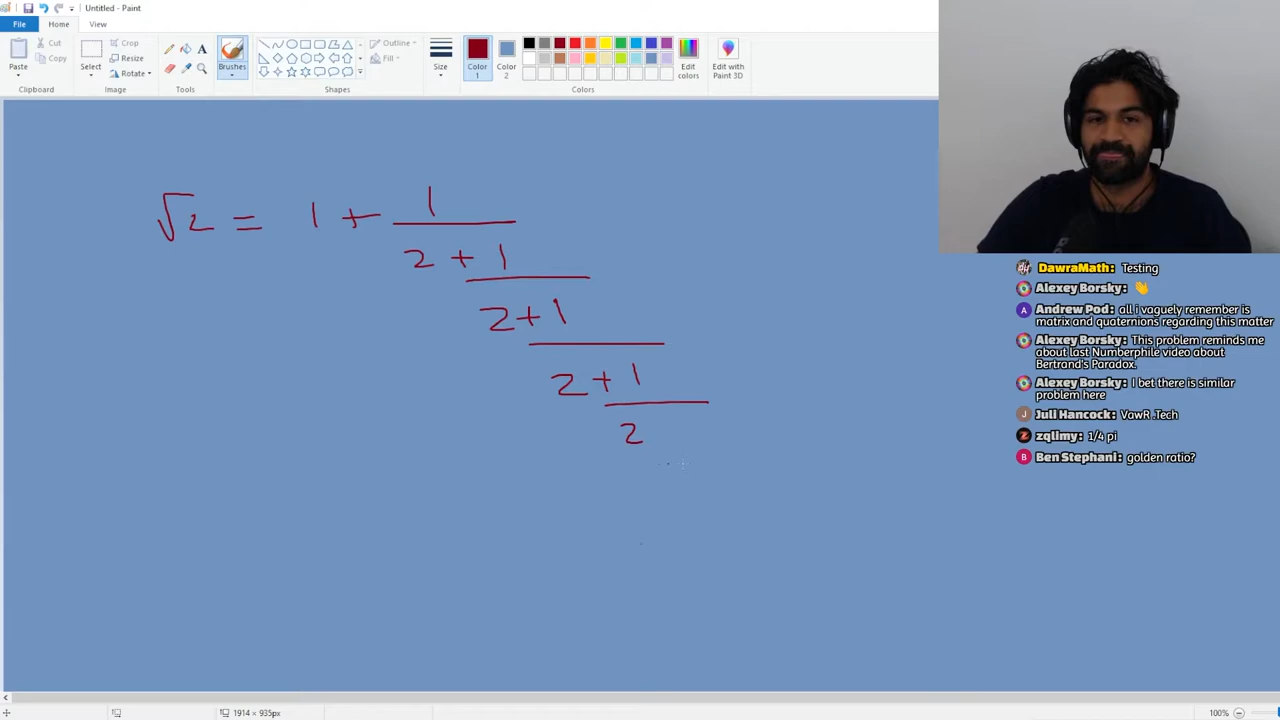 Untitled - Paint
File Home View
Paste
Cut
Copy
Clipboard
Select
Crop
Resize
Rotate
Image
A
Tools
Brushes
Shapes
Outline
Fill
Size
Color 1
Color 2
Colors
Edit colors
Edit with Paint 3D
√2 = 1 + 1
2 + 1
2 + 1
2 + 1
2
DawraMath: Testing
Alexey Borsky: 👋
Andrew Pod: all i vaguely remember is
matrix and quaternions regarding this matter
Alexey Borsky: This problem reminds me
about last Numberphile video about
Bertrand's Paradox.
Alexey Borsky: I bet there is similar
problem here
Juli Hancock: VawR .Tech
zqlimy: 1/4 pi
Ben Stephani: golden ratio?
1914 × 935px
100%